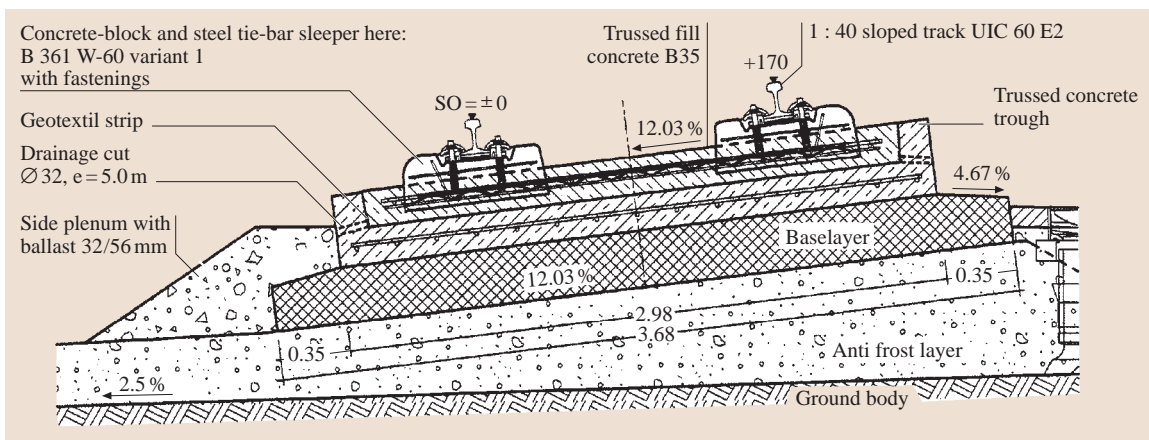 Concrete-block and steel tie-bar sleeper here:
B 361 W-60 variant 1
with fastenings
Trussed fill
concrete B35
1 : 40 sloped track UIC 60 E2
+170
SO = ± 0
Geotextil strip
12.03 %
Trussed concrete
trough
Drainage cut
∅ 32, e = 5.0 m
4.67 %
Side plenum with
ballast 32/56 mm
Baselayer
12.03 %
0.35
2.98
3.68
0.35
Anti frost layer
2.5 %
Ground body